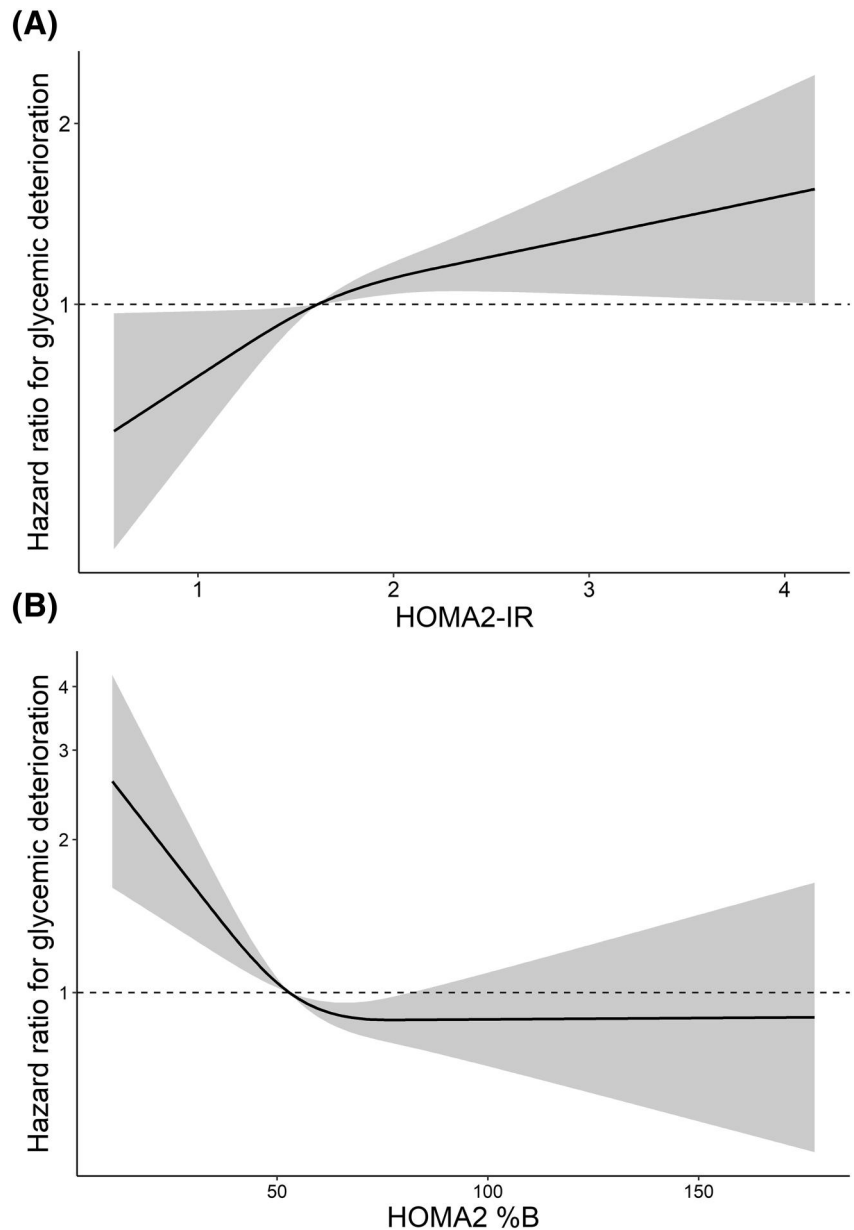 (A)
Hazard ratio for glycemic deterioration
2
1
1 2 3 4
HOMA2-IR
(B)
Hazard ratio for glycemic deterioration
4
3
2
1
50 100 150
HOMA2 %B